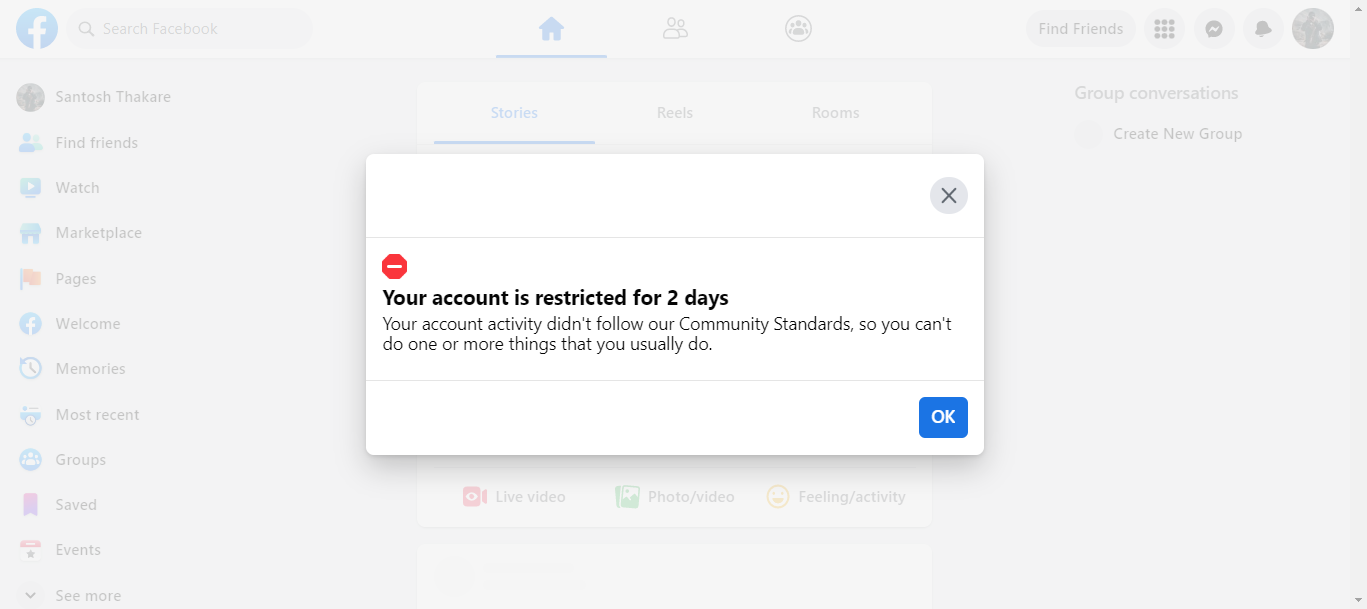 Search Facebook
Find Friends
Santosh Thakare
Find friends
Watch
Marketplace
Pages
Welcome
Memories
Most recent
Groups
Saved
Events
See more
Stories
Reels
Rooms
Your account is restricted for 2 days
Your account activity didn't follow our Community Standards, so you can't
do one or more things that you usually do.
OK
Live video
Photo/video
Feeling/activity
Group conversations
Create New Group